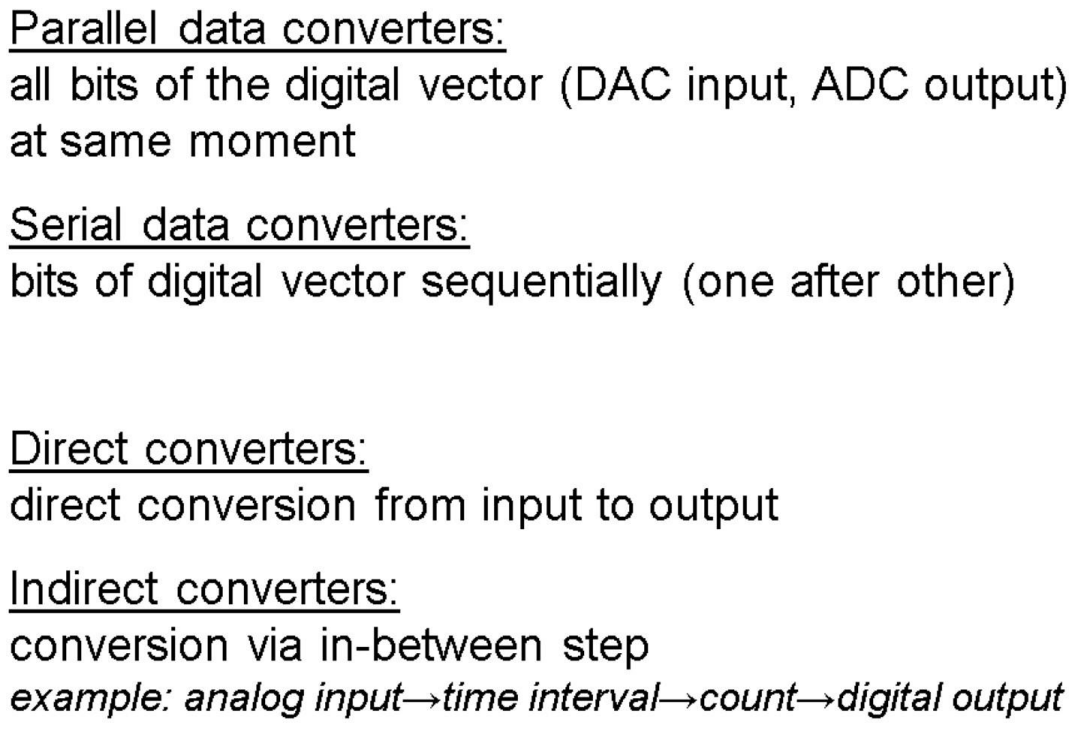 Parallel data converters:
all bits of the digital vector (DAC input, ADC output)
at same moment
Serial data converters:
bits of digital vector sequentially (one after other)
Direct converters:
direct conversion from input to output
Indirect converters:
conversion via in-between step
example: analog input→time interval→count→digital output